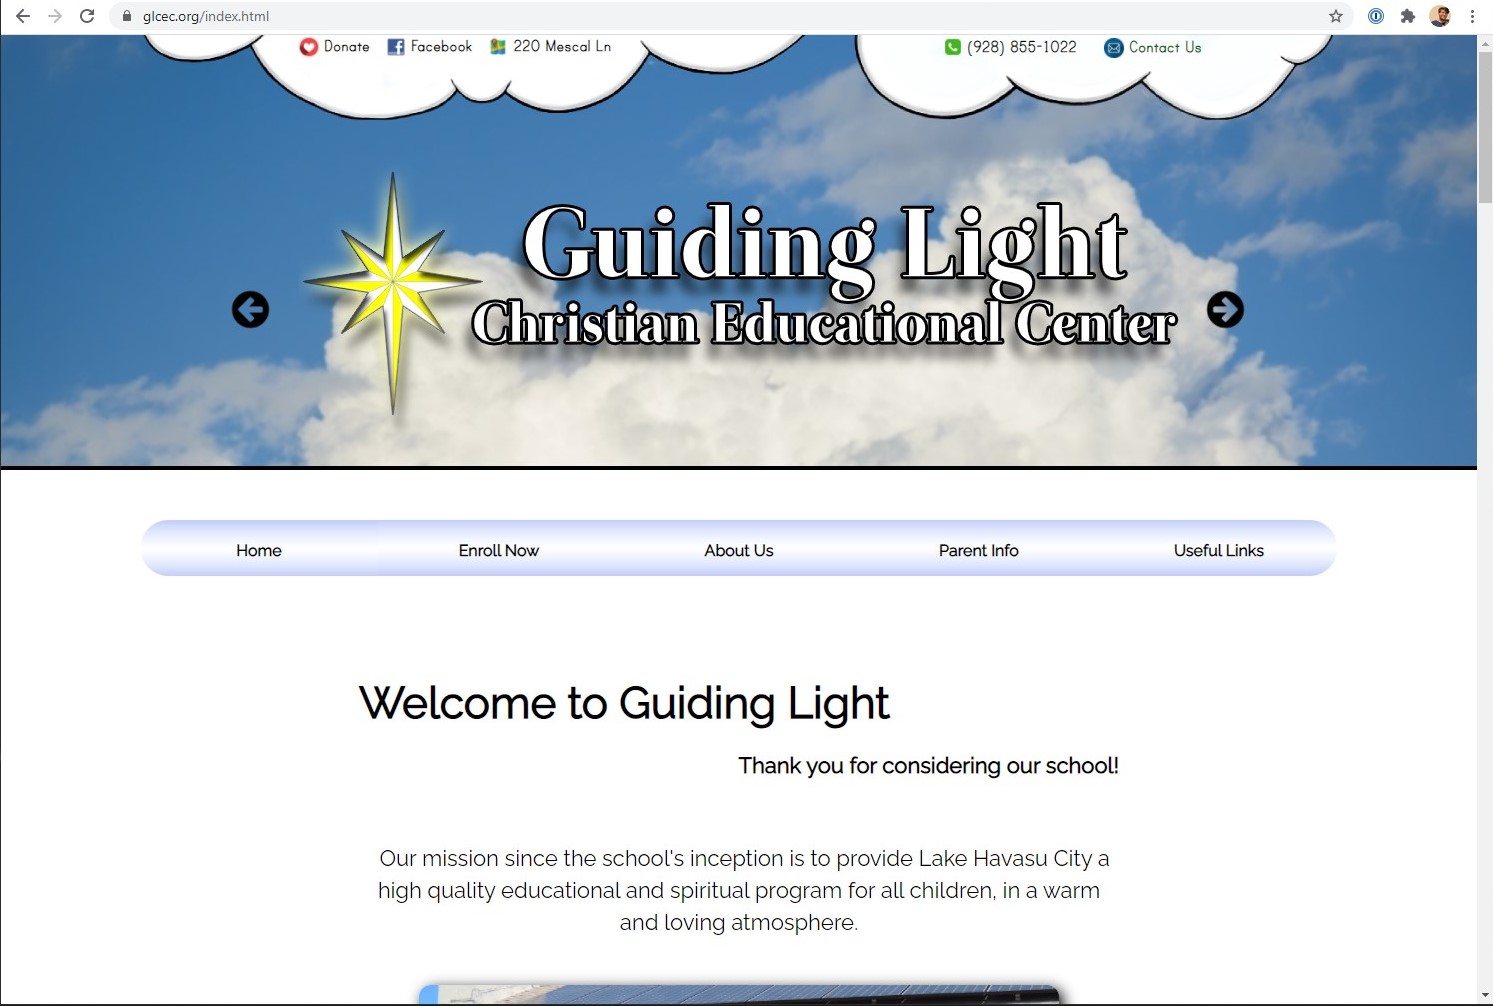 glcec.org/index.html
Donate Facebook 220 Mescal Ln (928) 855-1022 Contact Us
Guiding Light
Christian Educational Center
Home Enroll Now About Us Parent Info Useful Links
Welcome to Guiding Light
Thank you for considering our school!
Our mission since the school's inception is to provide Lake Havasu City a
high quality educational and spiritual program for all children, in a warm
and loving atmosphere.